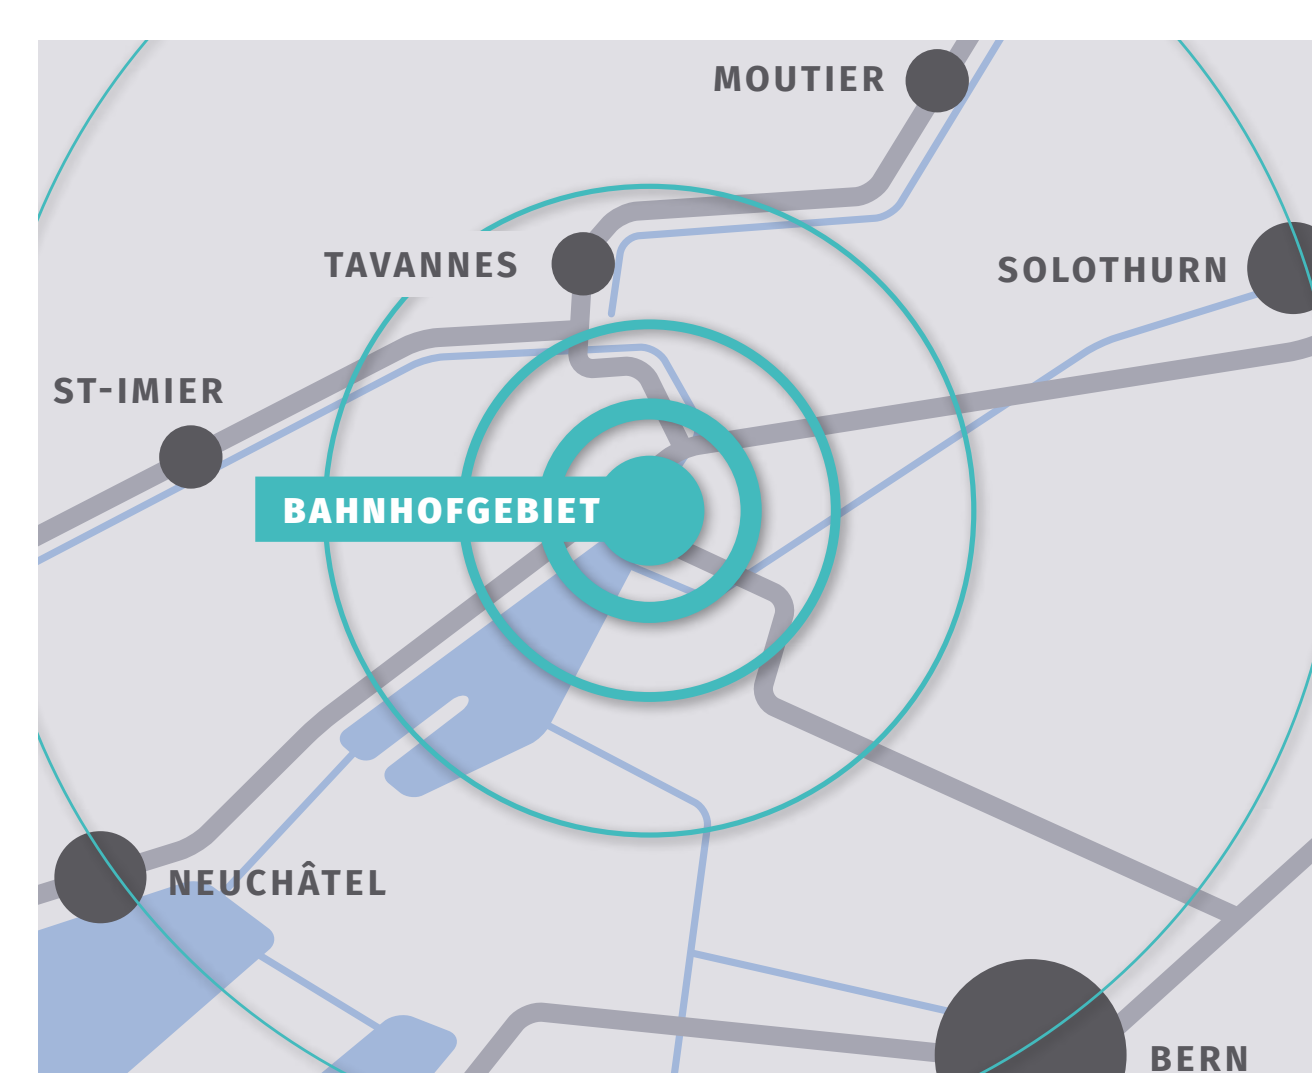 MOUTIER
TAVANNES
SOLOTHURN
ST-IMIER
BAHNHOFGEBIET
NEUCHÂTEL
BERN